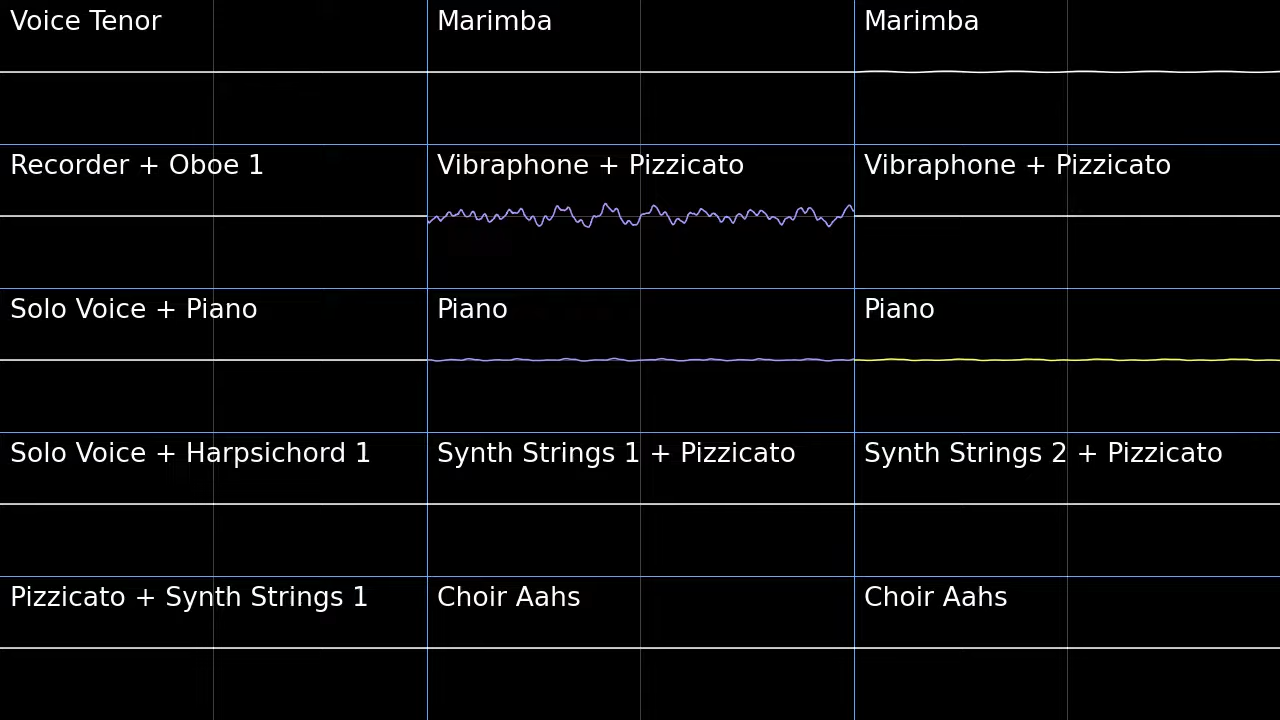 Voice Tenor
Marimba
Marimba
Recorder + Oboe 1
Vibraphone + Pizzicato
Vibraphone + Pizzicato
Solo Voice + Piano
Piano
Piano
Solo Voice + Harpsichord 1
Synth Strings 1 + Pizzicato
Synth Strings 2 + Pizzicato
Pizzicato + Synth Strings 1
Choir Aahs
Choir Aahs